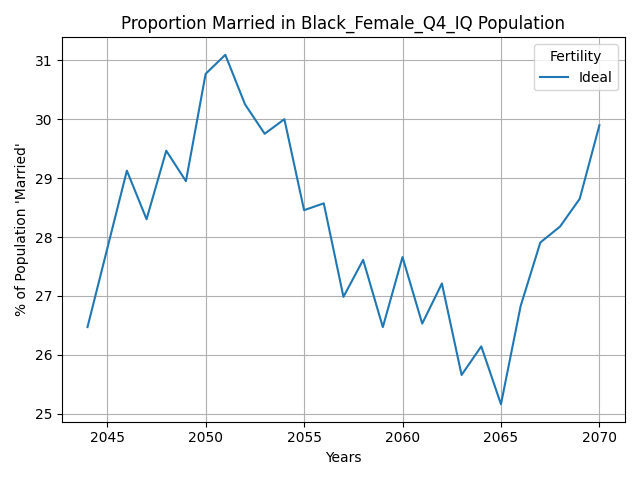 Proportion Married in Black_Female_Q4_IQ Population
Fertility
Ideal
% of Population 'Married'
31
30
29
28
27
26
25
2045
2050
2055
2060
2065
2070
Years